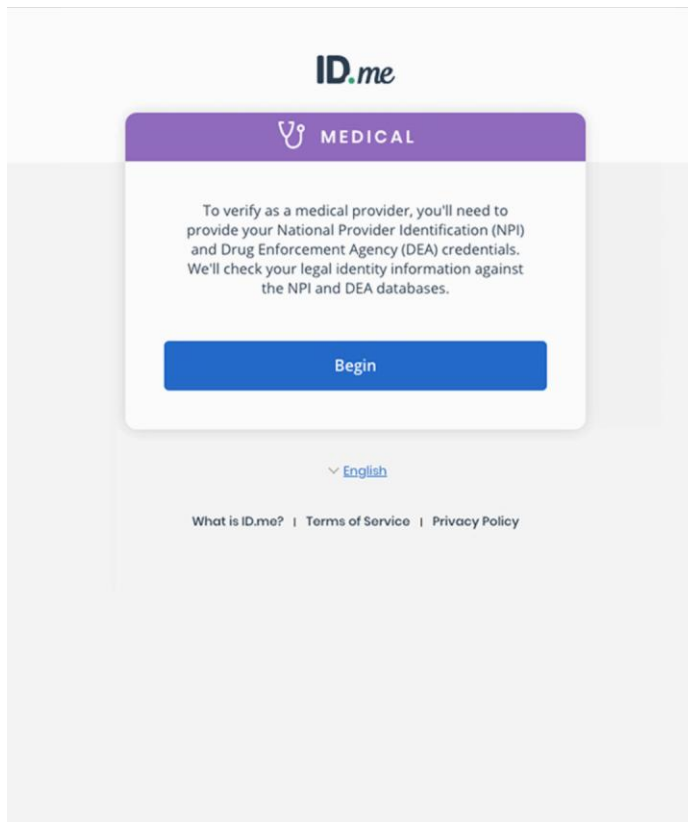 ID.me
MEDICAL
To verify as a medical provider, you'll need to
provide your National Provider Identification (NPI)
and Drug Enforcement Agency (DEA) credentials.
We'll check your legal identity information against
the NPI and DEA databases.
Begin
English
What is ID.me? | Terms of Service | Privacy Policy